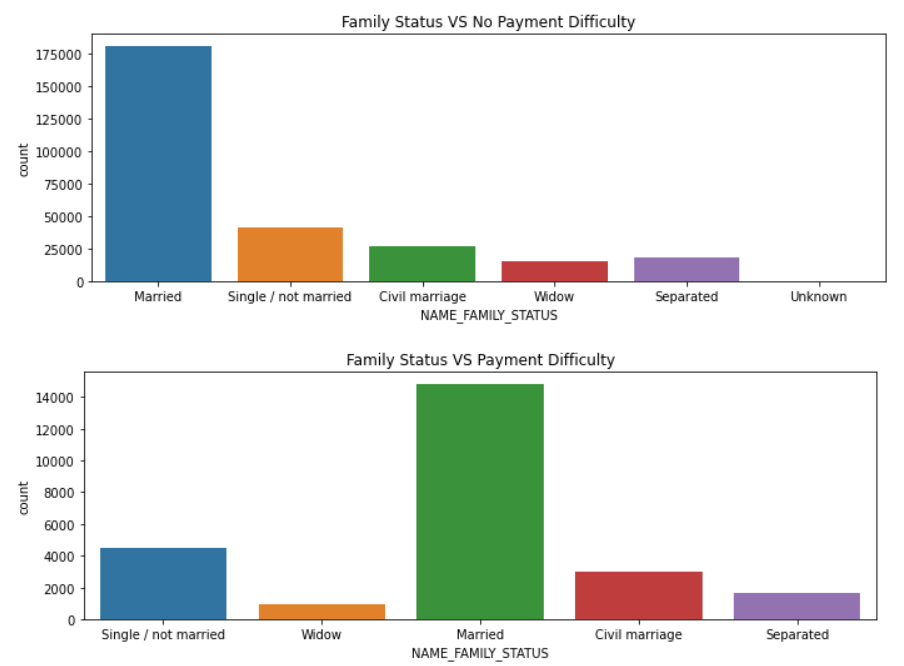 Family Status VS No Payment Difficulty
175000
150000
125000
100000
75000
50000
25000
0
count
Married Single / not married Civil marriage Widow Separated Unknown
NAME_FAMILY_STATUS
Family Status VS Payment Difficulty
14000
12000
10000
8000
6000
4000
2000
0
count
Single / not married Widow Married Civil marriage Separated
NAME_FAMILY_STATUS